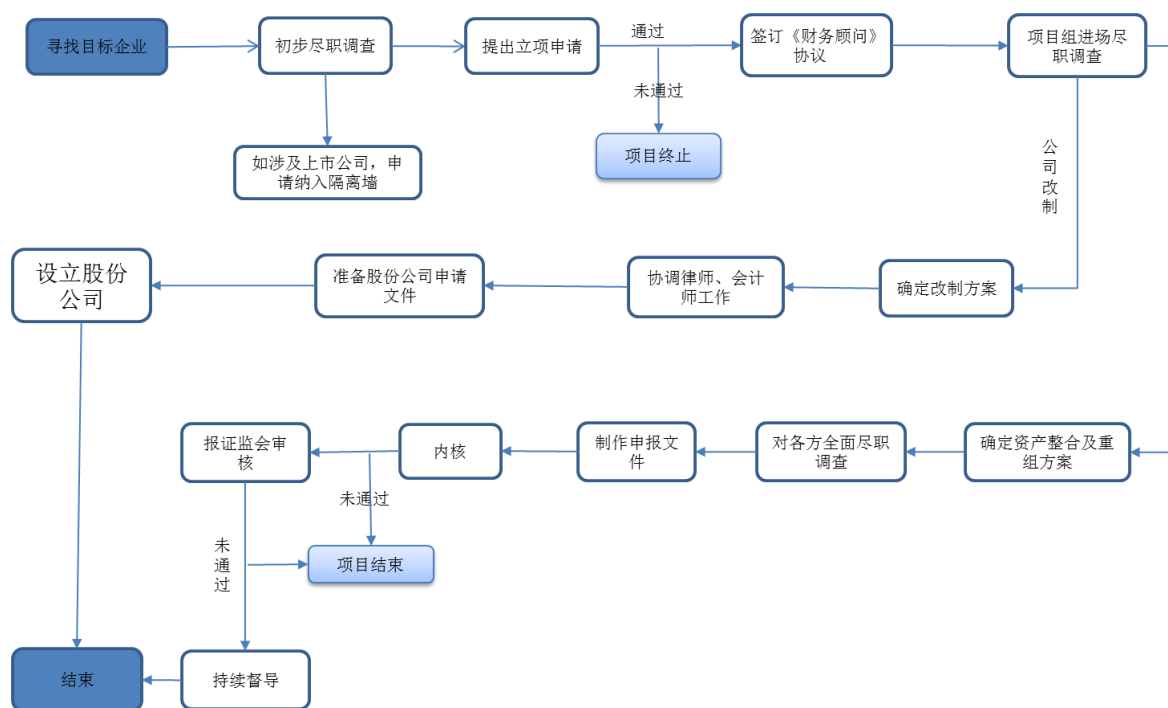 寻找目标企业
初步尽职调查
提出立项申请
通过
签订《财务顾问》
协议
项目组进场尽
职调查
未通过
项目终止
如涉及上市公司，申
请纳入隔离墙
公
司
改
制
设立股份
公司
准备股份公司申请
文件
协调律师、会计
师工作
确定改制方案
报证监会审
核
内核
制作申报文
件
对各方全面尽职
调查
确定资产整合及重
组方案
未通过
未
通
过
项目结束
结束
持续督导